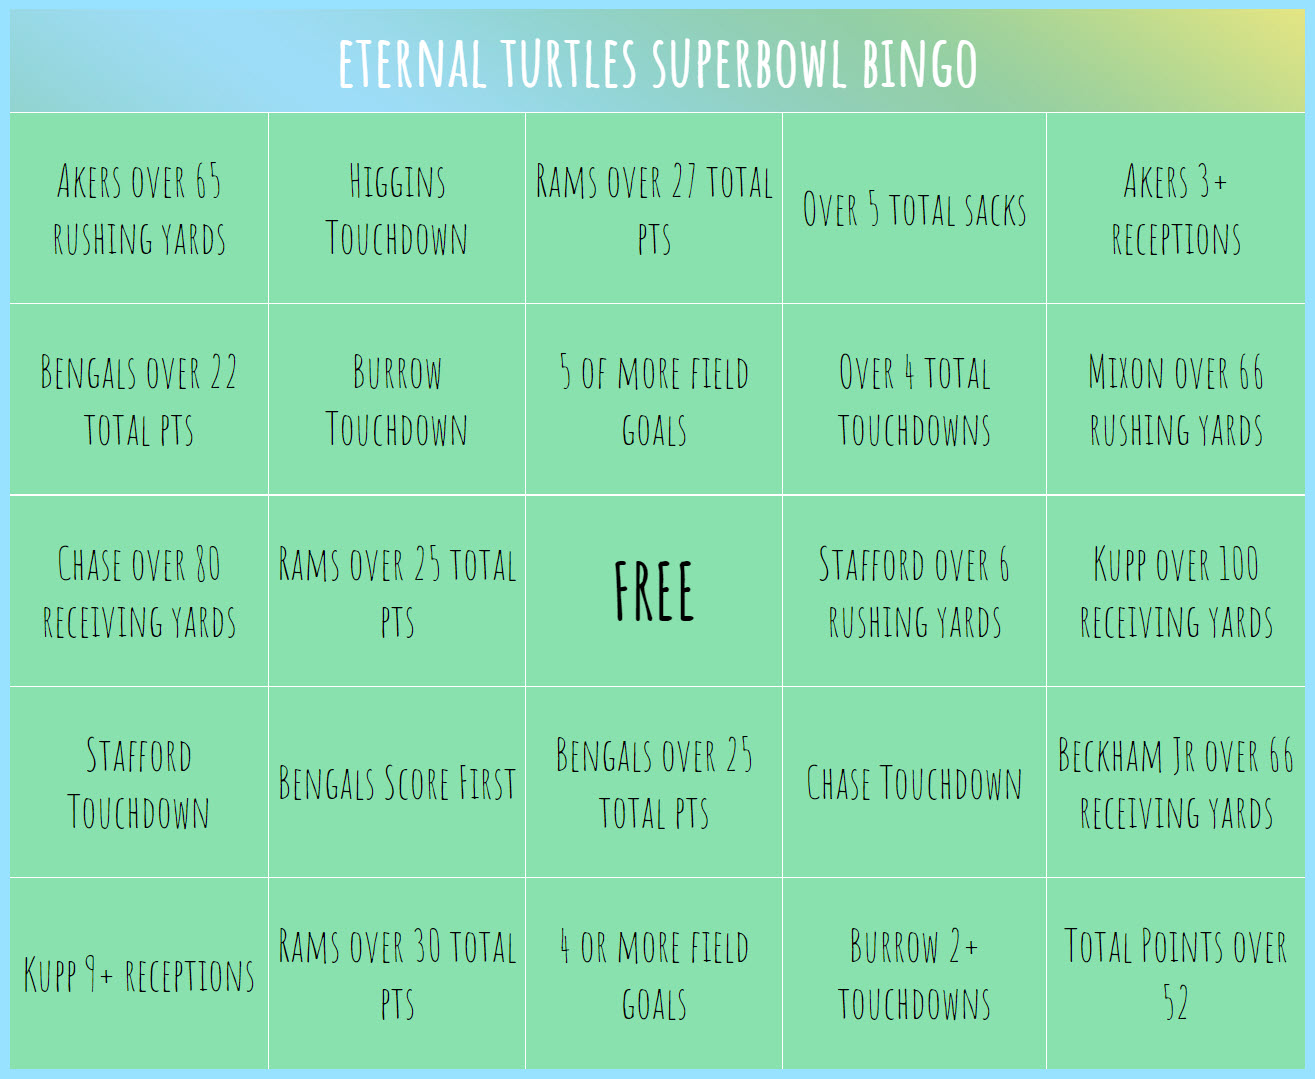 Eternal Turtles Superbowl Bingo
Akers over 65
rushing yards
Higgins
Touchdown
Rams over 27 total
pts
Over 5 total sacks
Akers 3+
receptions
Bengals over 22
total pts
Burrow
Touchdown
5 of more field
goals
Over 4 total
touchdowns
Mixon over 66
rushing yards
Chase over 80
receiving yards
Rams over 25 total
pts
FREE
Stafford over 6
rushing yards
Kupp over 100
receiving yards
Stafford
Touchdown
Bengals Score First
Bengals over 25
total pts
Chase Touchdown
Beckham Jr over 66
receiving yards
Kupp 9+ receptions
Rams over 30 total
pts
4 or more field
goals
Burrow 2+
touchdowns
Total Points over
52